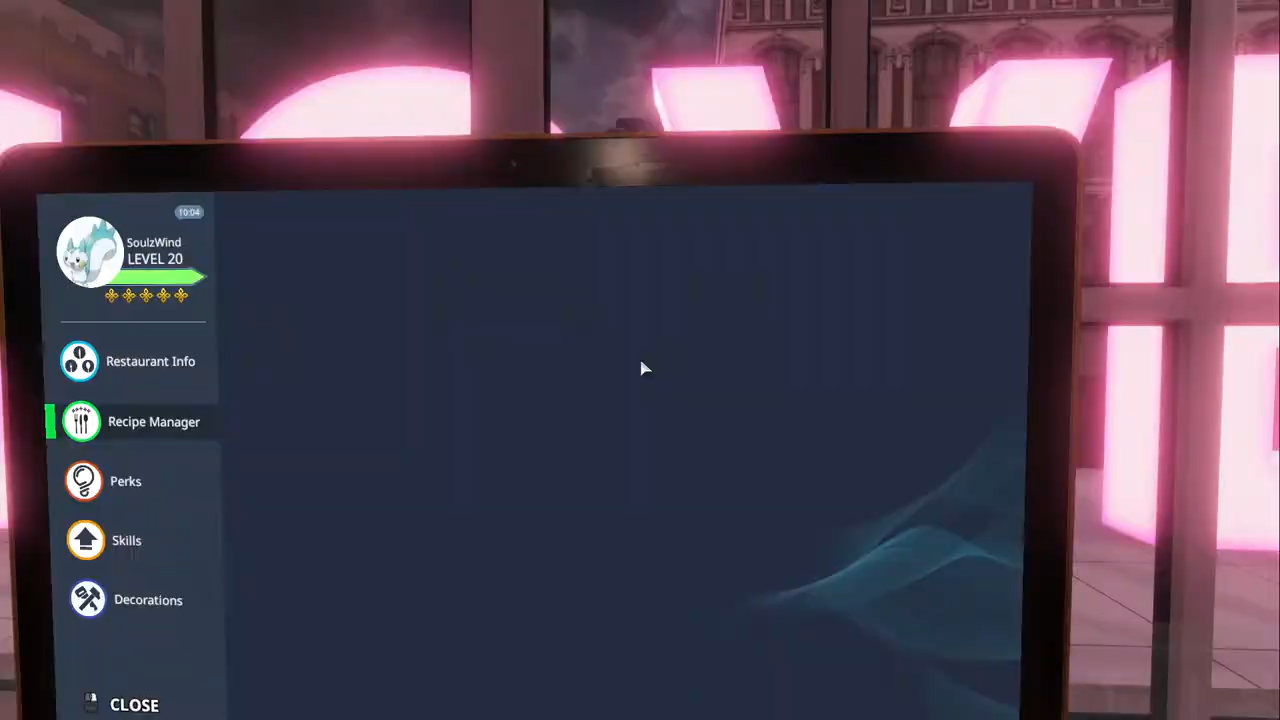 10:04
SoulzWind
LEVEL 20
Restaurant Info
Recipe Manager
Perks
Skills
Decorations
CLOSE